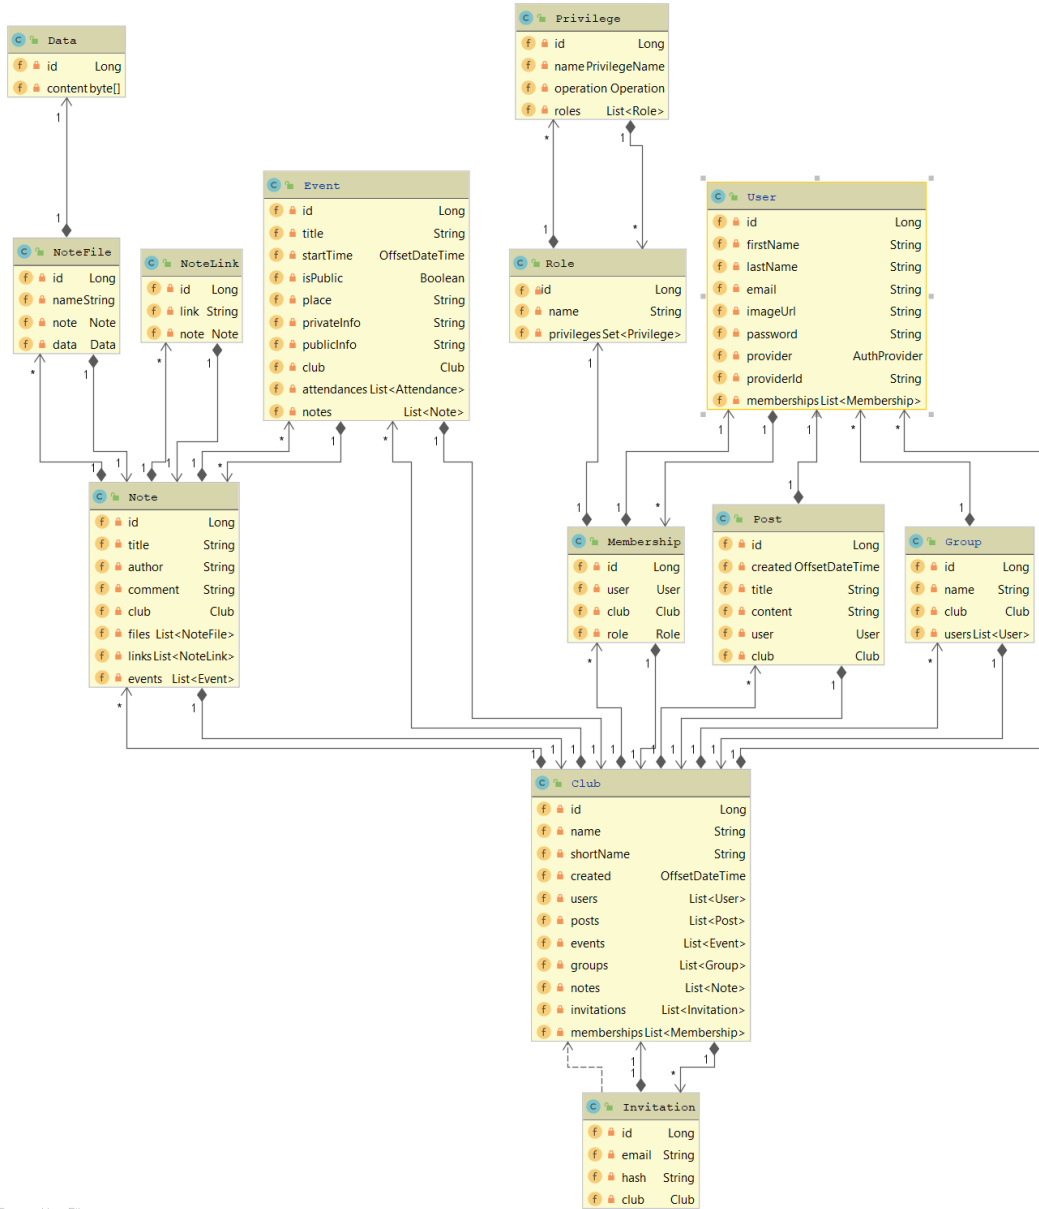 Data
id Long
content byte[]
Privilege
id Long
name PrivilegeName
operation Operation
roles List<Role>
Event
id Long
title String
startTime OffsetDateTime
isPublic Boolean
place String
privateInfo String
publicInfo String
club Club
attendances List<Attendance>
notes List<Note>
User
id Long
firstName String
lastName String
email String
imageUrl String
password String
provider AuthProvider
providerId String
memberships List<Membership>
NoteFile
id Long
name String
note Note
data Data
NoteLink
id Long
link String
note Note
Role
id Long
name String
privileges Set<Privilege>
Note
id Long
title String
author String
comment String
club Club
files List<NoteFile>
links List<NoteLink>
events List<Event>
Membership
id Long
user User
club Club
role Role
Post
id Long
created OffsetDateTime
title String
content String
user User
club Club
Group
id Long
name String
club Club
users List<User>
Club
id Long
name String
shortName String
created OffsetDateTime
users List<User>
posts List<Post>
events List<Event>
groups List<Group>
notes List<Note>
invitations List<Invitation>
memberships List<Membership>
Invitation
id Long
email String
hash String
club Club